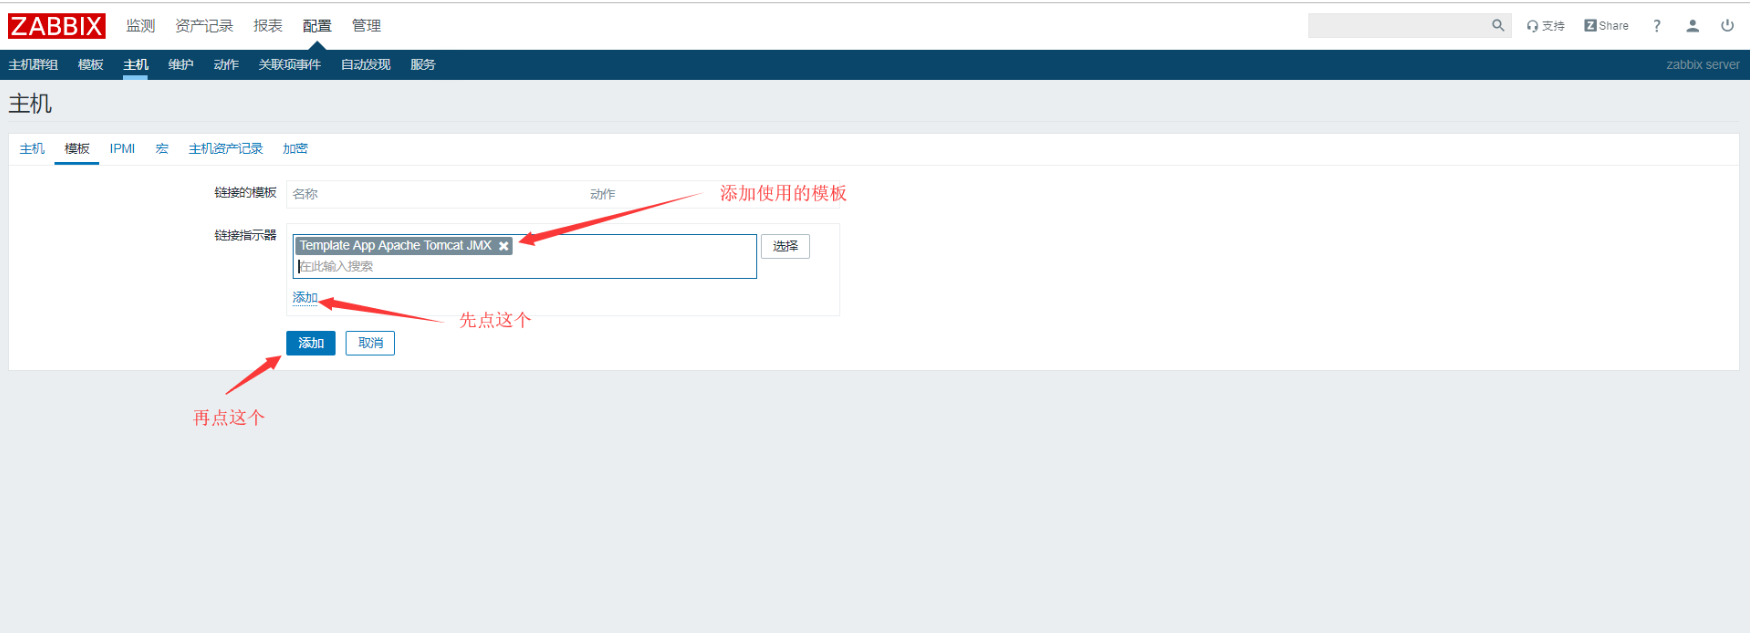 ZABBIX 监测 资产记录 报表 配置 管理 支持 Z Share ?
主机群组 模板 主机 维护 动作 关联项事件 自动发现 服务 zabbix server
主机
主机 模板 IPMI 宏 主机资产记录 加密
链接的模板 名称 动作 添加使用的模板
链接指示器
Template App Apache Tomcat JMX 选择
在此输入搜索
添加
先点这个
添加 取消
再点这个